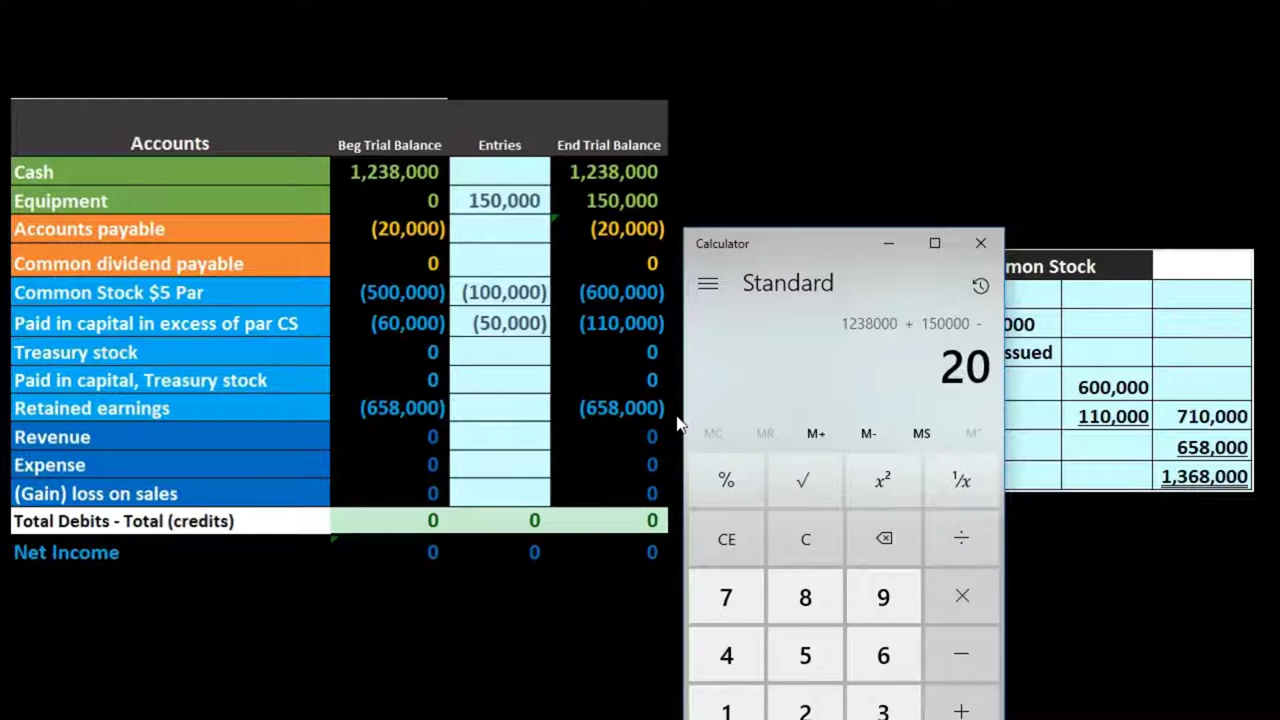 Accounts Beg Trial Balance Entries End Trial Balance
Cash 1,238,000 1,238,000
Equipment 0 150,000 150,000
Accounts payable (20,000) (20,000)
Common dividend payable 0 0
Common Stock $5 Par (500,000) (100,000) (600,000)
Paid in capital in excess of par CS (60,000) (50,000) (110,000)
Treasury stock 0 0
Paid in capital, Treasury stock 0 0
Retained earnings (658,000) (658,000)
Revenue 0 0
Expense 0 0
(Gain) loss on sales 0 0
Total Debits - Total (credits) 0 0 0
Net Income 0 0 0
Calculator
Standard
1238000 + 150000 -
20
MC MR M+ M- MS M˅
% √ x² ¹/x
CE C ÷
7 8 9 ×
4 5 6 −
1 2 3 +
mon Stock
000
ssued
600,000
110,000 710,000
658,000
1,368,000